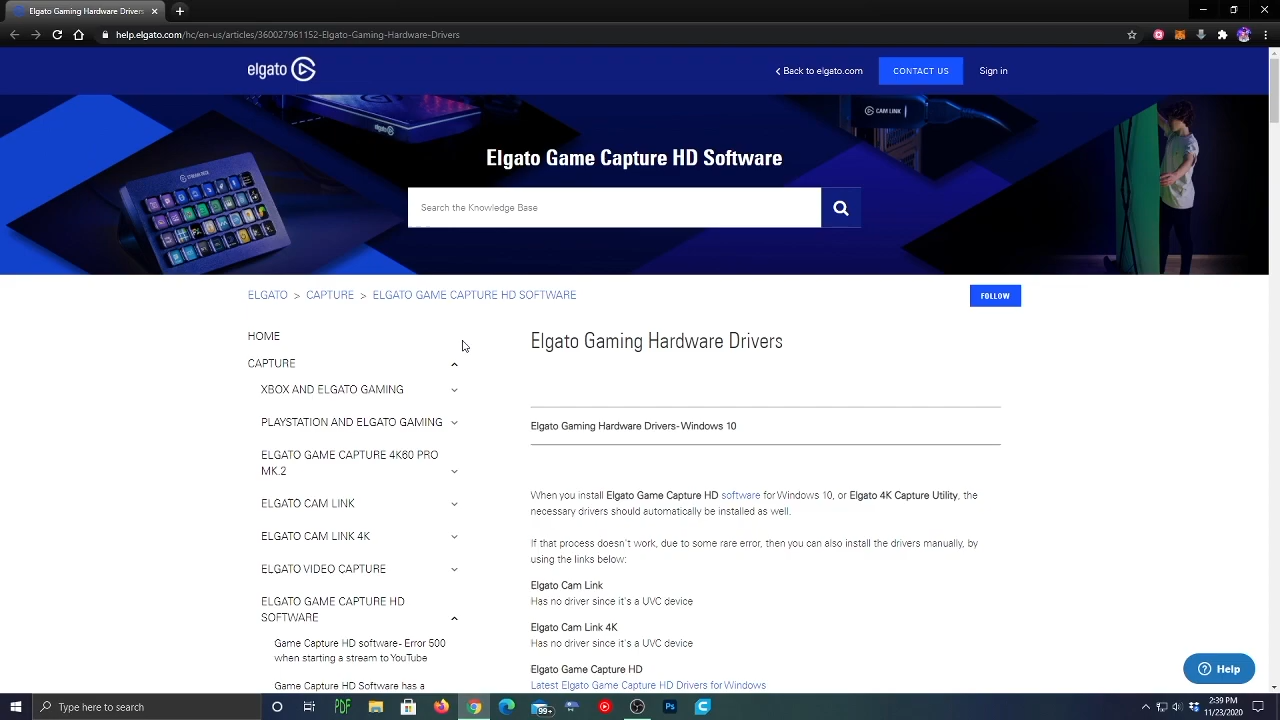 Elgato Gaming Hardware Drivers
help.elgato.com/hc/en-us/articles/360027961152-Elgato-Gaming-Hardware-Drivers
elgato
Back to elgato.com
CONTACT US
Sign in
elgato
CAM LINK
STREAM DECK
Elgato Game Capture HD Software
Search the Knowledge Base
ELGATO > CAPTURE > ELGATO GAME CAPTURE HD SOFTWARE
FOLLOW
HOME
CAPTURE
XBOX AND ELGATO GAMING
PLAYSTATION AND ELGATO GAMING
ELGATO GAME CAPTURE 4K60 PRO
MK.2
ELGATO CAM LINK
ELGATO CAM LINK 4K
ELGATO VIDEO CAPTURE
ELGATO GAME CAPTURE HD
SOFTWARE
Game Capture HD software - Error 500
when starting a stream to YouTube
Game Capture HD Software has a
Elgato Gaming Hardware Drivers
Elgato Gaming Hardware Drivers-Windows 10
When you install Elgato Game Capture HD software for Windows 10, or Elgato 4K Capture Utility, the
necessary drivers should automatically be installed as well.
If that process doesn't work, due to some rare error, then you can also install the drivers manually, by
using the links below:
Elgato Cam Link
Has no driver since it's a UVC device
Elgato Cam Link 4K
Has no driver since it's a UVC device
Elgato Game Capture HD
Latest Elgato Game Capture HD Drivers for Windows
Help
Type here to search
PDF
99+
Ps
2:39 PM
11/23/2020